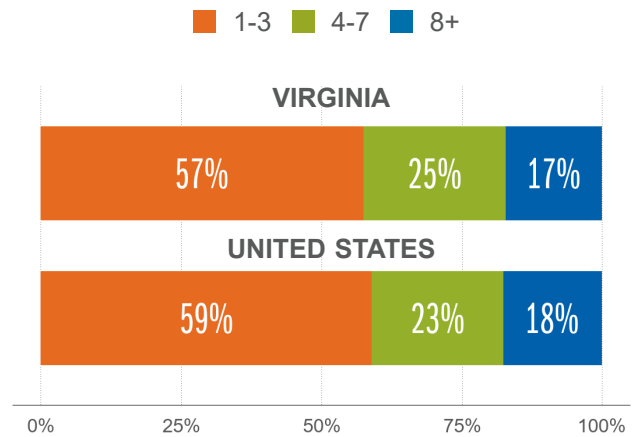 1-3 4-7 8+
VIRGINIA
57% 25% 17%
UNITED STATES
59% 23% 18%
0% 25% 50% 75% 100%